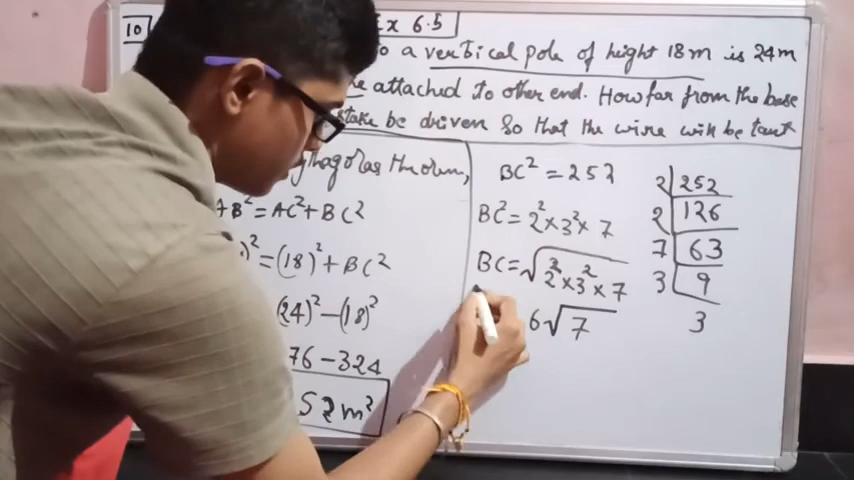 10 Ex 6.5
o a vertical pole of height 18m is 24m
attached to other end. How far from the base
stake be driven so that the wire will be taut
ythagoras theorem,
AB² = AC² + BC²
)² = (18)² + BC²
(24)² - (18)²
76 - 324
52m²
BC² = 252
BC² = 2² × 3² × 7
BC = √2² × 3² × 7
6√7
2 252
2 126
7 63
3 9
3